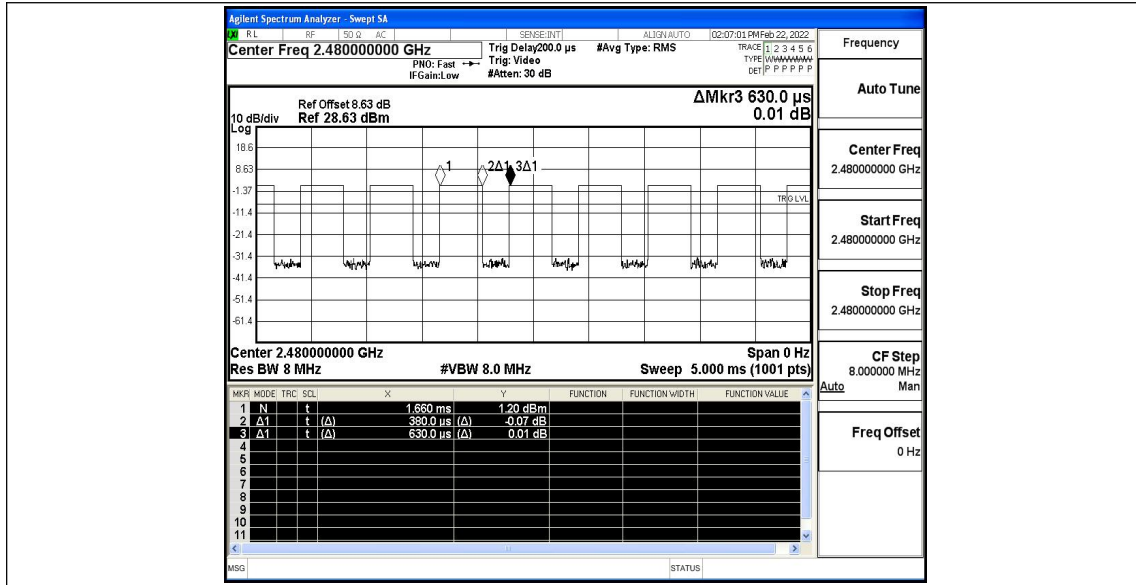 Agilent Spectrum Analyzer - Swept SA
LXI RL RF 50 Ω AC SENSE:INT ALIGN AUTO 02:07:01 PM Feb 22, 2022
Center Freq 2.480000000 GHz
PNO: Fast
IFGain:Low
Trig Delay200.0 µs
Trig: Video
#Atten: 30 dB
#Avg Type: RMS
TRACE 1 2 3 4 5 6
TYPE WWWWWW
DET P P P P P P
Ref Offset 8.63 dB
10 dB/div Ref 28.63 dBm
Log
ΔMkr3 630.0 µs
0.01 dB
18.6
8.63
-1.37
-11.4
-21.4
-31.4
-41.4
-51.4
-61.4
1
2Δ1
3Δ1
TRIG LVL
Center 2.480000000 GHz Span 0 Hz
Res BW 8 MHz #VBW 8.0 MHz Sweep 5.000 ms (1001 pts)
MKR MODE TRC SCL X Y FUNCTION FUNCTION WIDTH FUNCTION VALUE
1 N t 1.660 ms 1.20 dBm
2 Δ1 t (Δ) 380.0 µs (Δ) -0.07 dB
3 Δ1 t (Δ) 630.0 µs (Δ) 0.01 dB
4
5
6
7
8
9
10
11
MSG STATUS
Frequency
Auto Tune
Center Freq
2.480000000 GHz
Start Freq
2.480000000 GHz
Stop Freq
2.480000000 GHz
CF Step
8.000000 MHz
Auto Man
Freq Offset
0 Hz